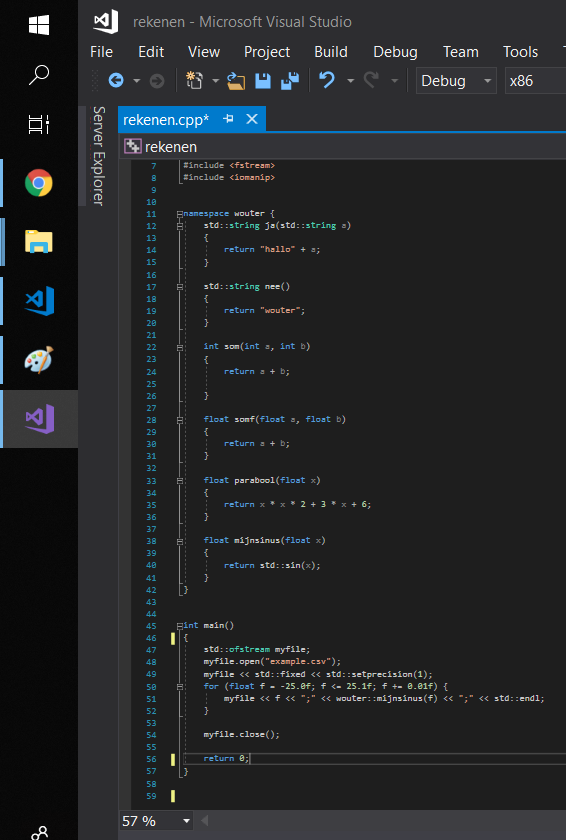 rekenen - Microsoft Visual Studio
File Edit View Project Build Debug Team Tools
Debug x86
Server Explorer
rekenen.cpp*
rekenen
7 #include <fstream>
8 #include <iomanip>
9
10
11 namespace wouter {
12 std::string ja(std::string a)
13 {
14 return "hallo" + a;
15 }
16
17 std::string nee()
18 {
19 return "wouter";
20 }
21
22 int som(int a, int b)
23 {
24 return a + b;
25
26 }
27
28 float somf(float a, float b)
29 {
30 return a + b;
31 }
32
33 float parabool(float x)
34 {
35 return x * x * 2 + 3 * x + 6;
36 }
37
38 float mijnsinus(float x)
39 {
40 return std::sin(x);
41 }
42 }
43
44
45 int main()
46 {
47 std::ofstream myfile;
48 myfile.open("example.csv");
49 myfile << std::fixed << std::setprecision(1);
50 for (float f = -25.0f; f <= 25.1f; f += 0.01f) {
51 myfile << f << ";" << wouter::mijnsinus(f) << ";" << std::endl;
52 }
53
54 myfile.close();
55
56 return 0;
57 }
58
59
57 %